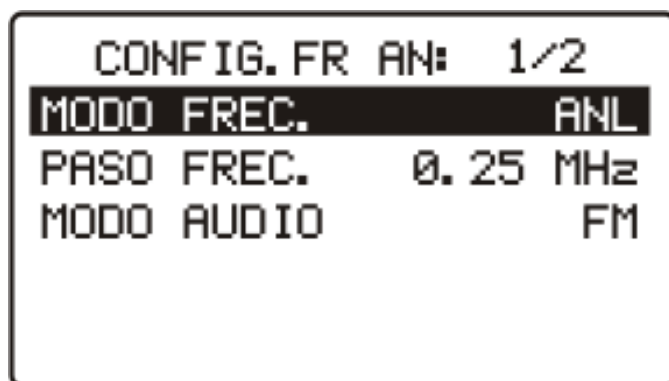 CONFIG.FR AN: 1/2
MODO FREC. ANL
PASO FREC. 0.25 MHz
MODO AUDIO FM